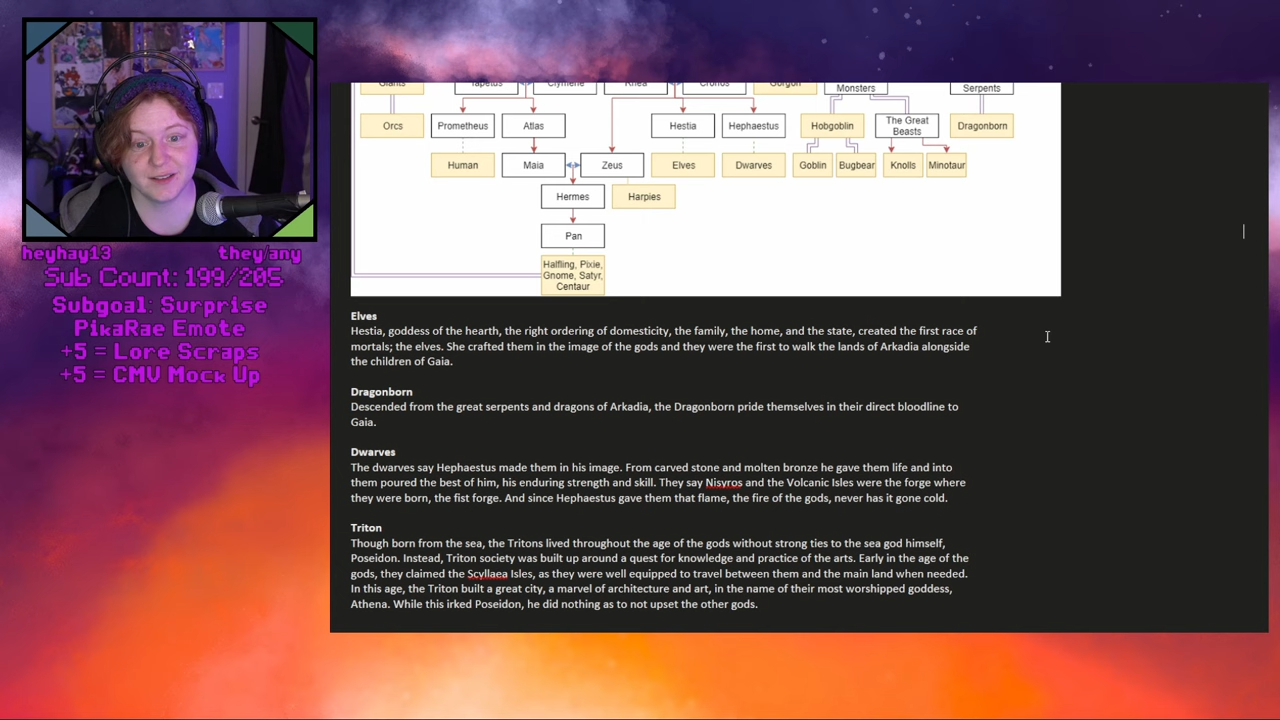 heyhay13 they/any
Sub Count: 199/205
Subgoal: Surprise
PikaRae Emote
+5 = Lore Scraps
+5 = CMV Mock Up
Giants Iapetus Clymene Rhea Cronus Gorgon Monsters Serpents
Orcs Prometheus Atlas Hestia Hephaestus Hobgoblin The Great Beasts Dragonborn
Human Maia Zeus Elves Dwarves Goblin Bugbear Knolls Minotaur
Hermes Harpies
Pan
Halfling, Pixie,
Gnome, Satyr,
Centaur
Elves
Hestia, goddess of the hearth, the right ordering of domesticity, the family, the home, and the state, created the first race of
mortals; the elves. She crafted them in the image of the gods and they were the first to walk the lands of Arkadia alongside
the children of Gaia.
Dragonborn
Descended from the great serpents and dragons of Arkadia, the Dragonborn pride themselves in their direct bloodline to
Gaia.
Dwarves
The dwarves say Hephaestus made them in his image. From carved stone and molten bronze he gave them life and into
them poured the best of him, his enduring strength and skill. They say Nisyros and the Volcanic Isles were the forge where
they were born, the fist forge. And since Hephaestus gave them that flame, the fire of the gods, never has it gone cold.
Triton
Though born from the sea, the Tritons lived throughout the age of the gods without strong ties to the sea god himself,
Poseidon. Instead, Triton society was built up around a quest for knowledge and practice of the arts. Early in the age of the
gods, they claimed the Scyllaea Isles, as they were well equipped to travel between them and the main land when needed.
In this age, the Triton built a great city, a marvel of architecture and art, in the name of their most worshipped goddess,
Athena. While this irked Poseidon, he did nothing as to not upset the other gods.